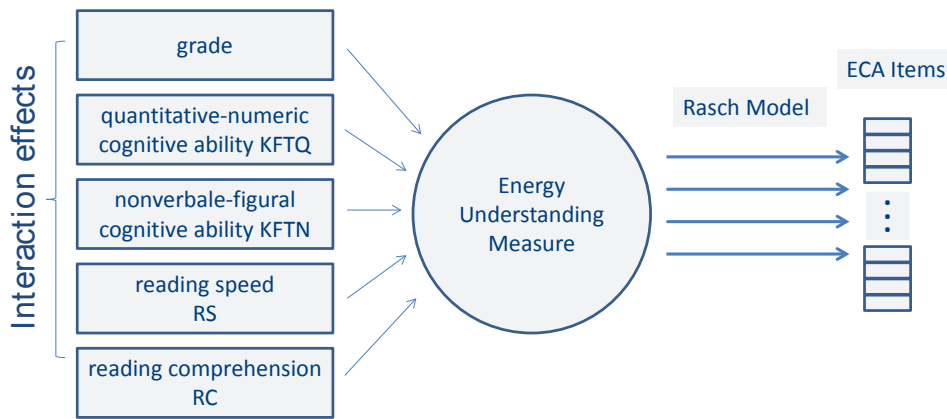 Interaction effects
grade
quantitative-numeric
cognitive ability KFTQ
nonverbale-figural
cognitive ability KFTN
reading speed
RS
reading comprehension
RC
Energy
Understanding
Measure
Rasch Model
ECA Items